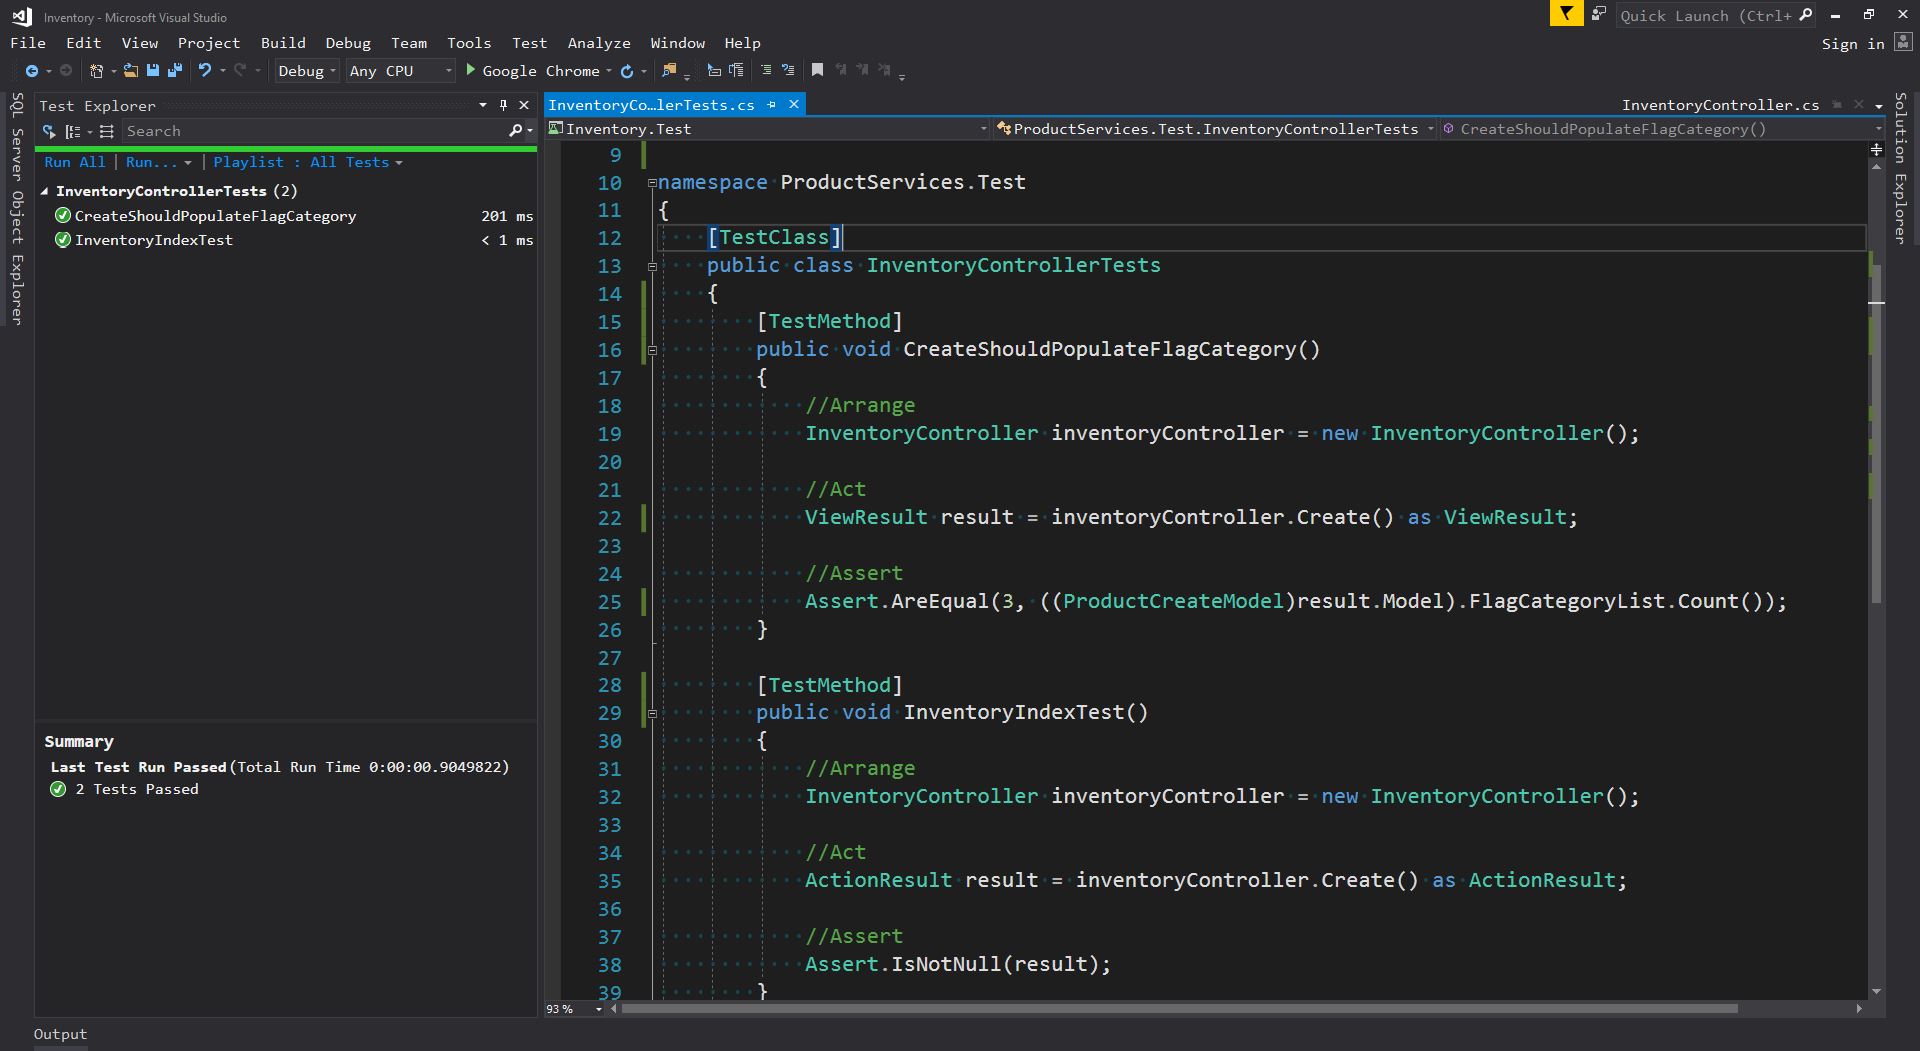 Inventory - Microsoft Visual Studio
Quick Launch (Ctrl+
File Edit View Project Build Debug Team Tools Test Analyze Window Help
Sign in
Debug Any CPU Google Chrome
SQL Server Object Explorer
Test Explorer
Search
Run All | Run... | Playlist : All Tests
InventoryControllerTests (2)
CreateShouldPopulateFlagCategory 201 ms
InventoryIndexTest < 1 ms
Summary
Last Test Run Passed (Total Run Time 0:00:00.9049822)
2 Tests Passed
Output
InventoryCo...lerTests.cs
InventoryController.cs
Inventory.Test
ProductServices.Test.InventoryControllerTests
CreateShouldPopulateFlagCategory()
9
10 namespace ProductServices.Test
11 {
12 [TestClass]
13 public class InventoryControllerTests
14 {
15 [TestMethod]
16 public void CreateShouldPopulateFlagCategory()
17 {
18 //Arrange
19 InventoryController inventoryController = new InventoryController();
20
21 //Act
22 ViewResult result = inventoryController.Create() as ViewResult;
23
24 //Assert
25 Assert.AreEqual(3, ((ProductCreateModel)result.Model).FlagCategoryList.Count());
26 }
27
28 [TestMethod]
29 public void InventoryIndexTest()
30 {
31 //Arrange
32 InventoryController inventoryController = new InventoryController();
33
34 //Act
35 ActionResult result = inventoryController.Create() as ActionResult;
36
37 //Assert
38 Assert.IsNotNull(result);
39 }
93 %
Solution Explorer